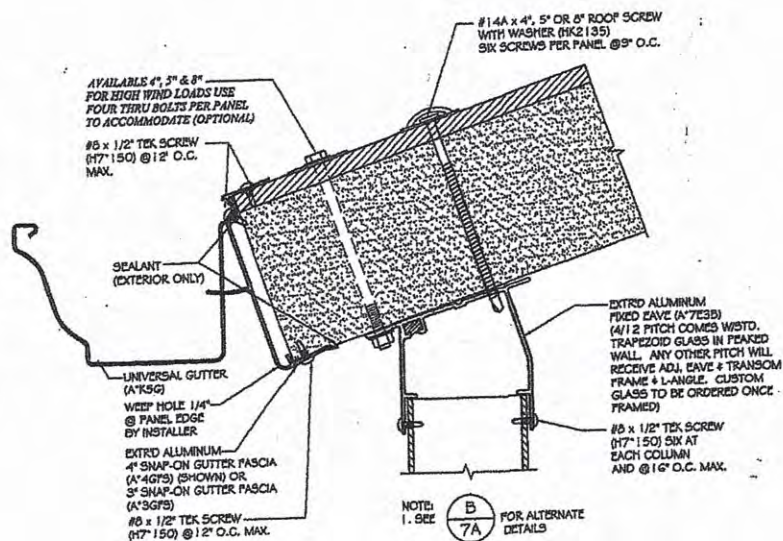 #14A x 4", 5" OR 8" ROOF SCREW
WITH WASHER (HK2135)
SIX SCREWS PER PANEL @9" O.C.
AVAILABLE 4", 5" & 8"
FOR HIGH WIND LOADS USE
FOUR THRU BOLTS PER PANEL
TO ACCOMMODATE (OPTIONAL)
#8 x 1/2" TEK SCREW
(H7*150) @12" O.C.
MAX.
SEALANT
(EXTERIOR ONLY)
UNIVERSAL GUTTER
(A*KSG)
WEEP HOLE 1/4"
@ PANEL EDGE
BY INSTALLER
EXTR'D ALUMINUM
4" SNAP-ON GUTTER FASCIA
(A*4GFS) (SHOWN) OR
3" SNAP-ON GUTTER FASCIA
(A*3GFS)
#8 x 1/2" TEK SCREW
(H7*150) @12" O.C. MAX.
EXTR'D ALUMINUM
FIXED EAVE (A*7E3B)
(4/12 PITCH COMES W/STD.
TRAPEZOID GLASS IN PEAKED
WALL. ANY OTHER PITCH WILL
RECEIVE ADJ. EAVE & TRANSOM
FRAME & L-ANGLE. CUSTOM
GLASS TO BE ORDERED ONCE
FRAMED)
#8 x 1/2" TEK SCREW
(H7*150) SIX AT
EACH COLUMN
AND @16" O.C. MAX.
NOTE:
1. SEE B
7A
FOR ALTERNATE
DETAILS